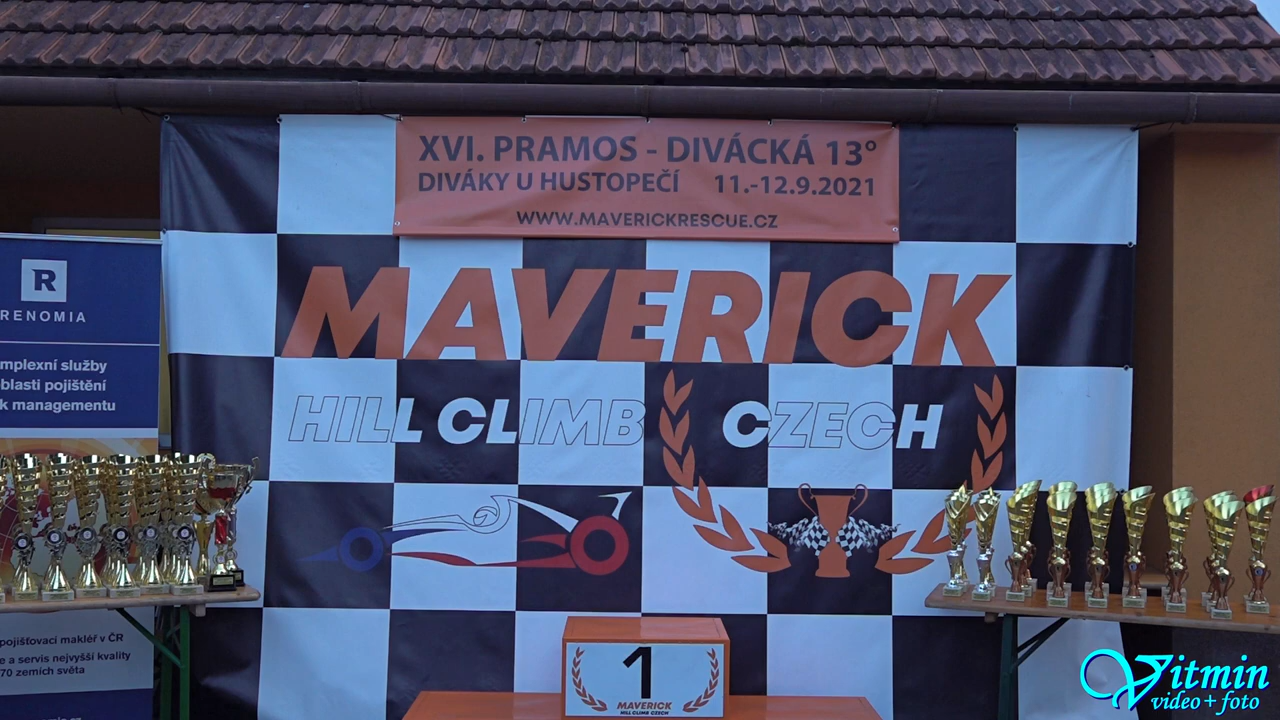 XVI. PRAMOS - DIVÁCKÁ 13°
DIVÁKY U HUSTOPEČÍ 11.-12.9.2021
WWW.MAVERICKRESCUE.CZ
MAVERICK
HILL CLIMB CZECH
R
RENOMIA
mplexní služby
blasti pojištění
k managementu
pojišťovací makléř v ČR
e a servis nejvyšší kvality
70 zemích světa
1
MAVERICK
HILL CLIMB CZECH
Vitmin
video+foto